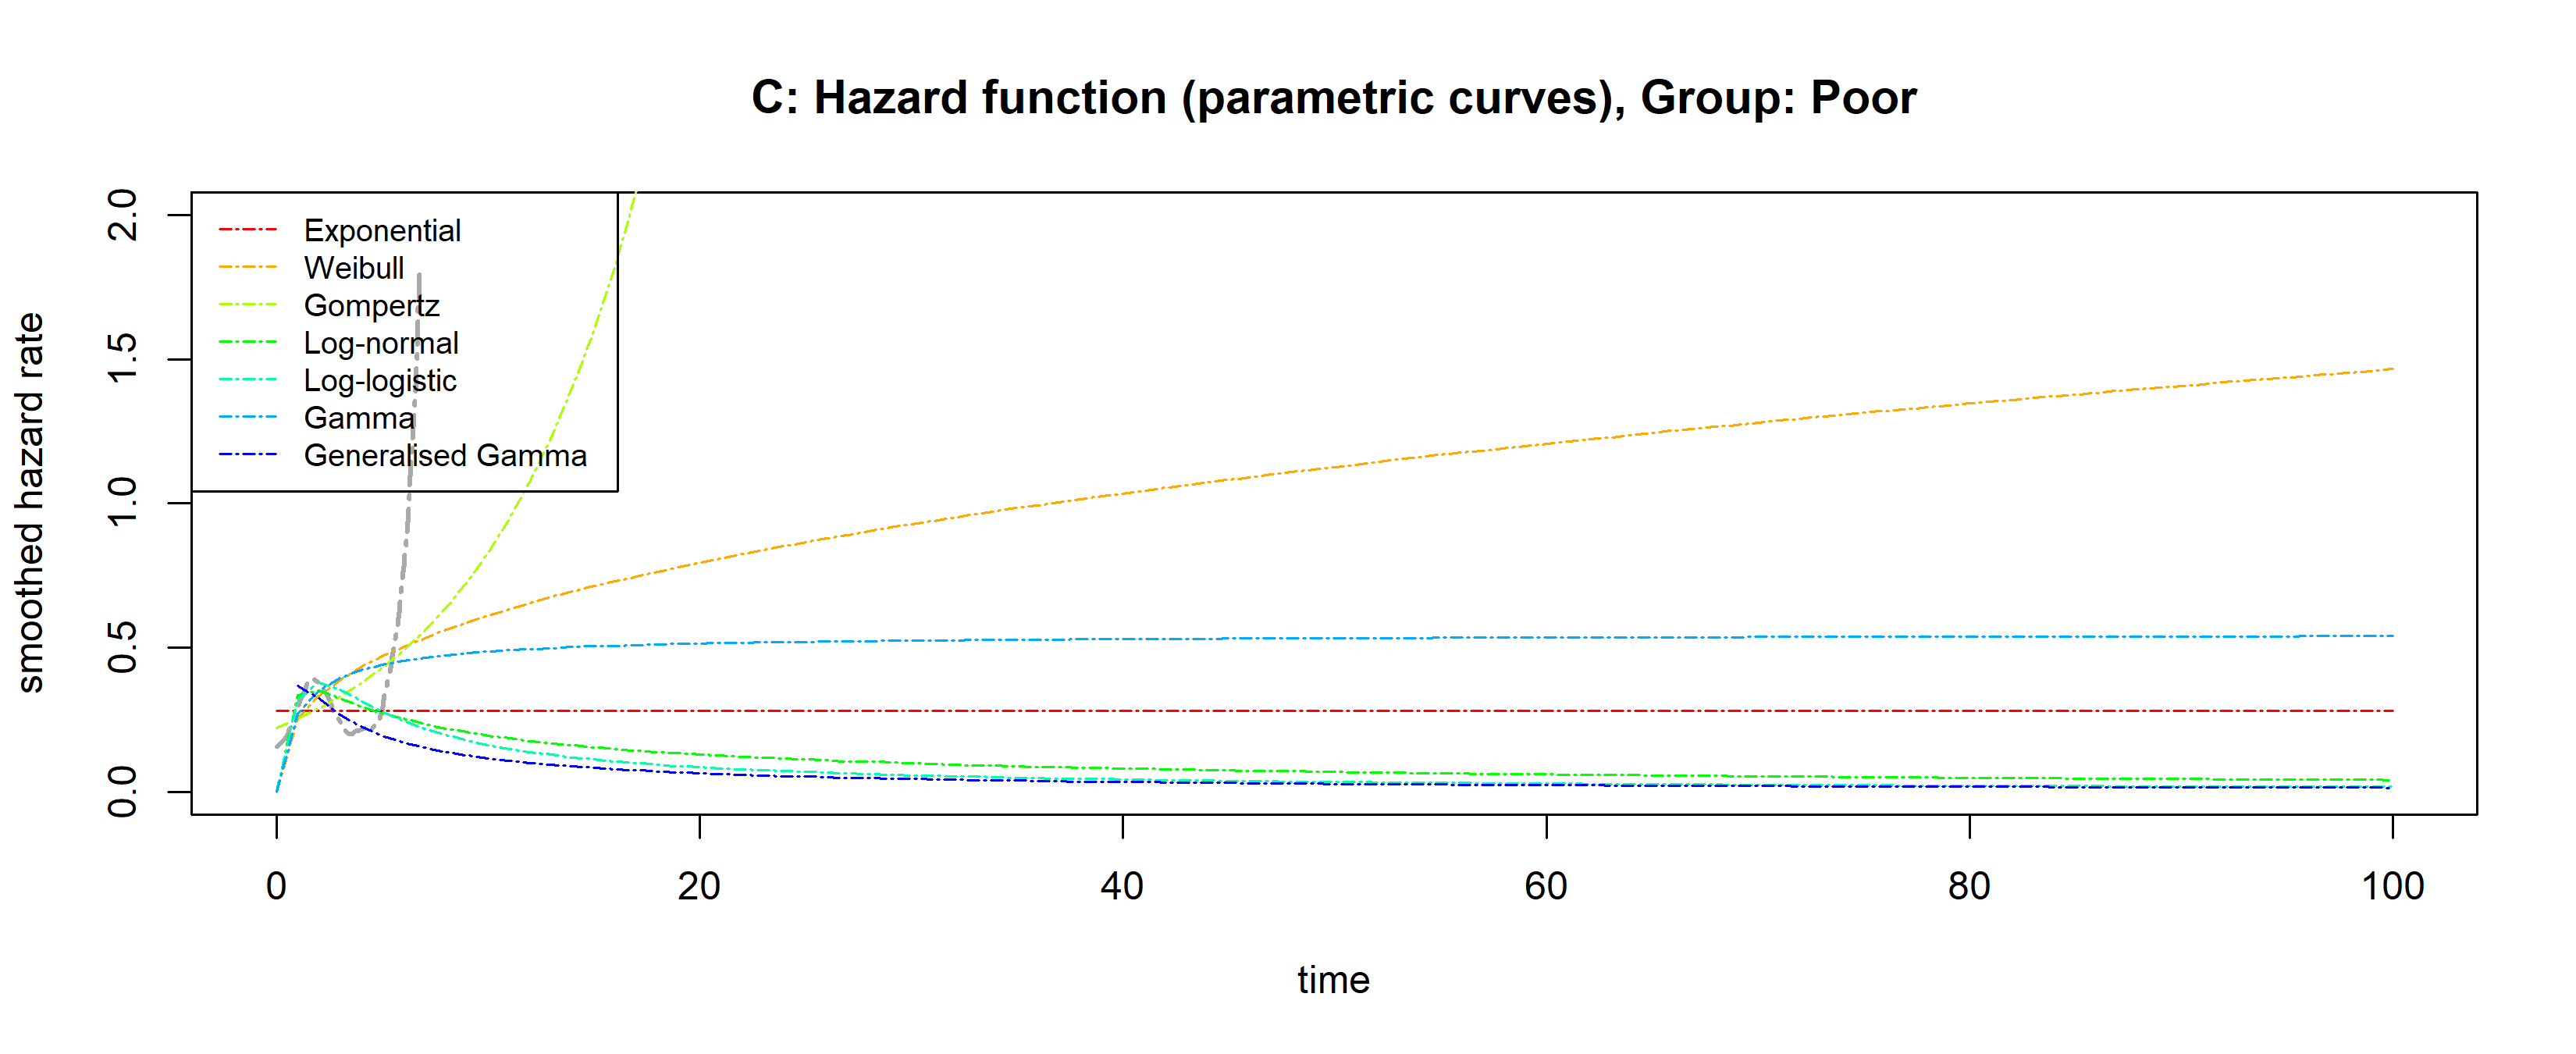 C: Hazard function (parametric curves), Group: Poor
smoothed hazard rate
2.0
1.5
1.0
0.5
0.0
Exponential
Weibull
Gompertz
Log-normal
Log-logistic
Gamma
Generalised Gamma
0 20 40 60 80 100
time